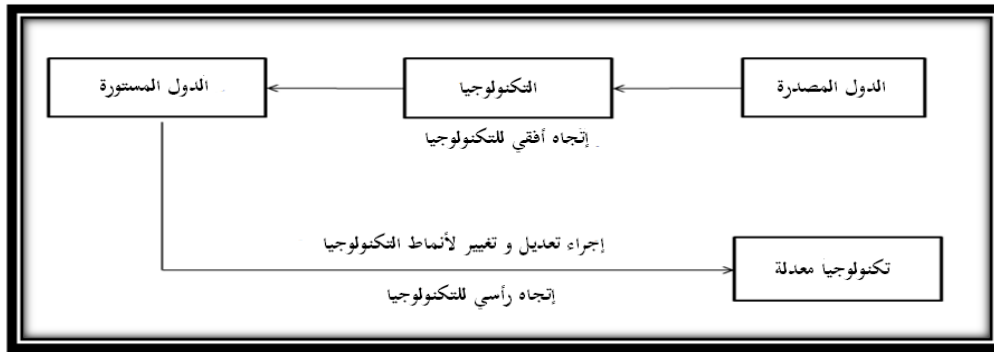 الدول المصدرة
التكنولوجيا
الدول المستورة
إتجاه أفقي للتكنولوجيا
إجراء تعديل و تغيير لأنماط التكنولوجيا
تكنولوجيا معدلة
إتجاه رأسي للتكنولوجيا